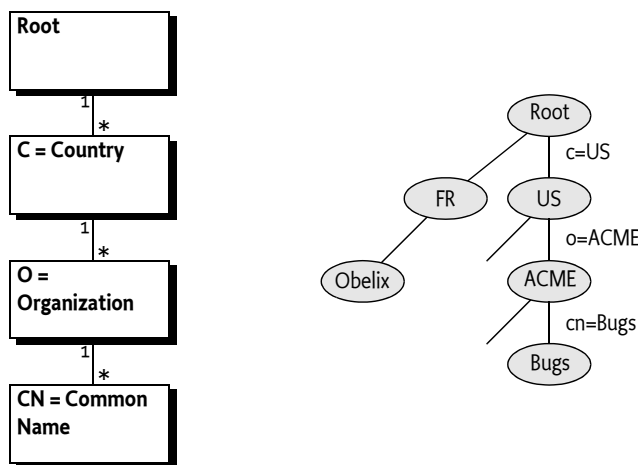 Root
1
*
C = Country
1
*
O =
Organization
1
*
CN = Common
Name
Root
c=US
FR
US
o=ACME
Obelix
ACME
cn=Bugs
Bugs